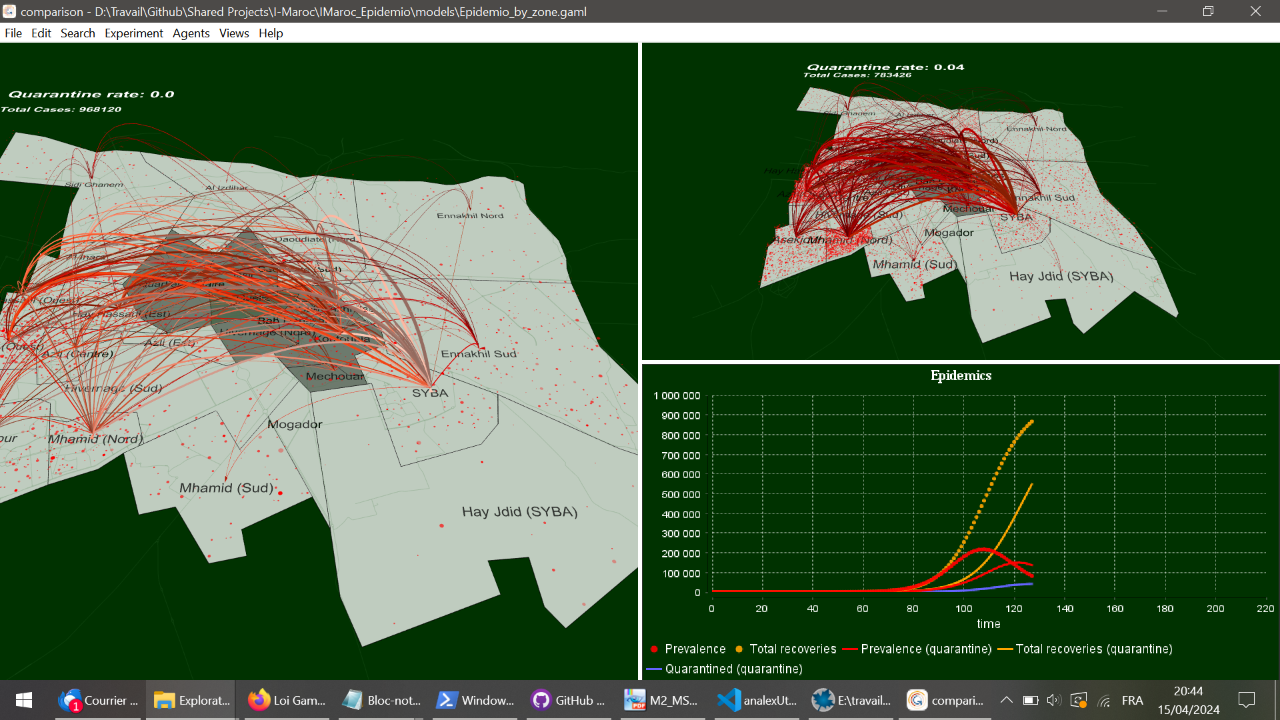 comparison - D:\Travail\Github\Shared Projects\I-Maroc\IMaroc_Epidemio\models\Epidemio_by_zone.gaml
File Edit Search Experiment Agents Views Help
Quarantine rate: 0.0
Total Cases: 968120
Sidi Ghanem
Al Izdihar
Ennakhil Nord
Daoudiate (Nord)
Hay Hassani (Est)
Hivernage (Nord)
Koutoubia
Azli (Est)
Azli (Centre)
Ennakhil Sud
Mechouar
Hivernage (Sud)
SYBA
Mogador
Mhamid (Nord)
Mhamid (Sud)
Hay Jdid (SYBA)
Quarantine rate: 0.04
Total Cases: 783426
Ennakhil Nord
Ennakhil Sud
Mechouar
SYBA
Mogador
Mhamid (Nord)
Mhamid (Sud)
Hay Jdid (SYBA)
Epidemics
1 000 000
900 000
800 000
700 000
600 000
500 000
400 000
300 000
200 000
100 000
0
0 20 40 60 80 100 120 140 160 180 200 220
time
Prevalence Total recoveries Prevalence (quarantine) Total recoveries (quarantine)
Quarantined (quarantine)
1 Courrier ... Explorat... Loi Gam... Bloc-not... Window... GitHub ... M2_MS... analexUt... E:\travail... compari... FRA
20:44
15/04/2024